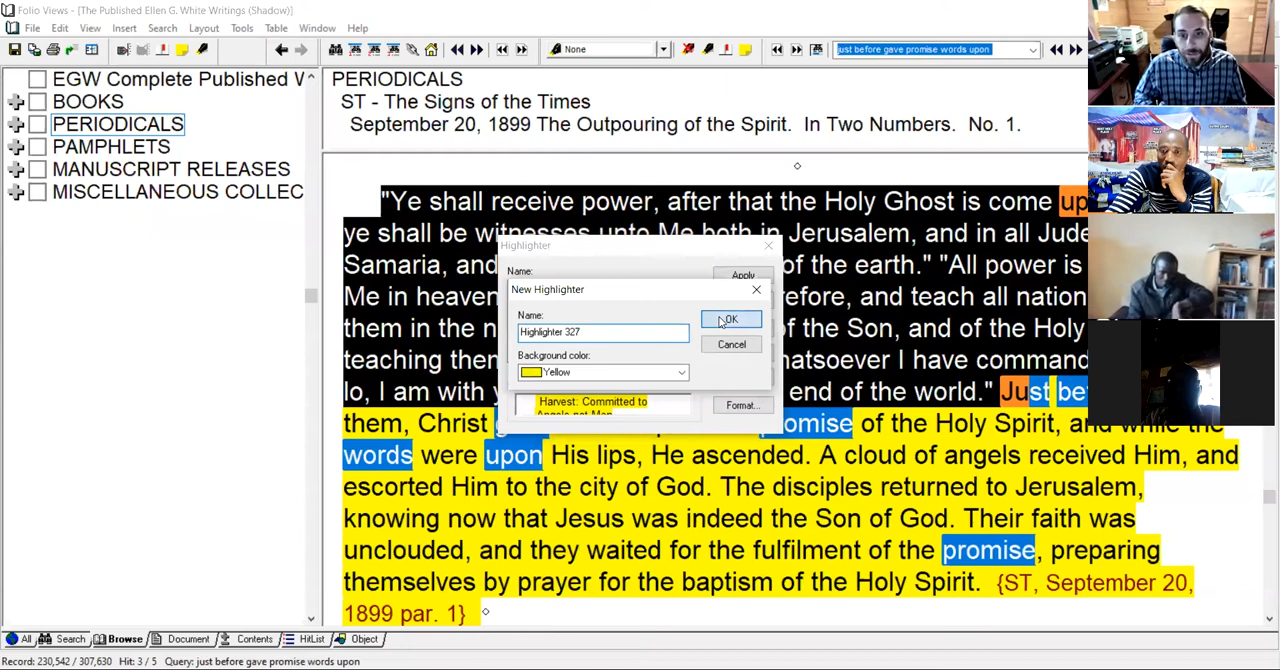 Folio Views - [The Published Ellen G. White Writings (Shadow)]
File Edit View Insert Search Layout Tools Table Window Help
None
just before gave promise words upon
EGW Complete Published W
BOOKS
PERIODICALS
PAMPHLETS
MANUSCRIPT RELEASES
MISCELLANEOUS COLLEC
PERIODICALS
ST - The Signs of the Times
September 20, 1899 The Outpouring of the Spirit. In Two Numbers. No. 1.
"Ye shall receive power, after that the Holy Ghost is come up
ye shall be witnesses unto Me both in Jerusalem, and in all Jude
Samaria, and of the earth." "All power is
Me in heaven refore, and teach all nation
them in the n of the Son, and of the Holy
teaching them hatsoever I have command
lo, I am with y end of the world." Just bef
them, Christ promise of the Holy Spirit, and while the
words were upon His lips, He ascended. A cloud of angels received Him, and
escorted Him to the city of God. The disciples returned to Jerusalem,
knowing now that Jesus was indeed the Son of God. Their faith was
unclouded, and they waited for the fulfilment of the promise, preparing
themselves by prayer for the baptism of the Holy Spirit. {ST, September 20,
1899 par. 1}
Highlighter
Name:
Apply
New Highlighter
Name:
Highlighter 327
OK
Cancel
Background color:
Yellow
Harvest: Committed to
Angels not Men
Format...
All Search Browse Document Contents HitList Object
Record: 230,542 / 307,630 Hit: 3 / 5 Query: just before gave promise words upon